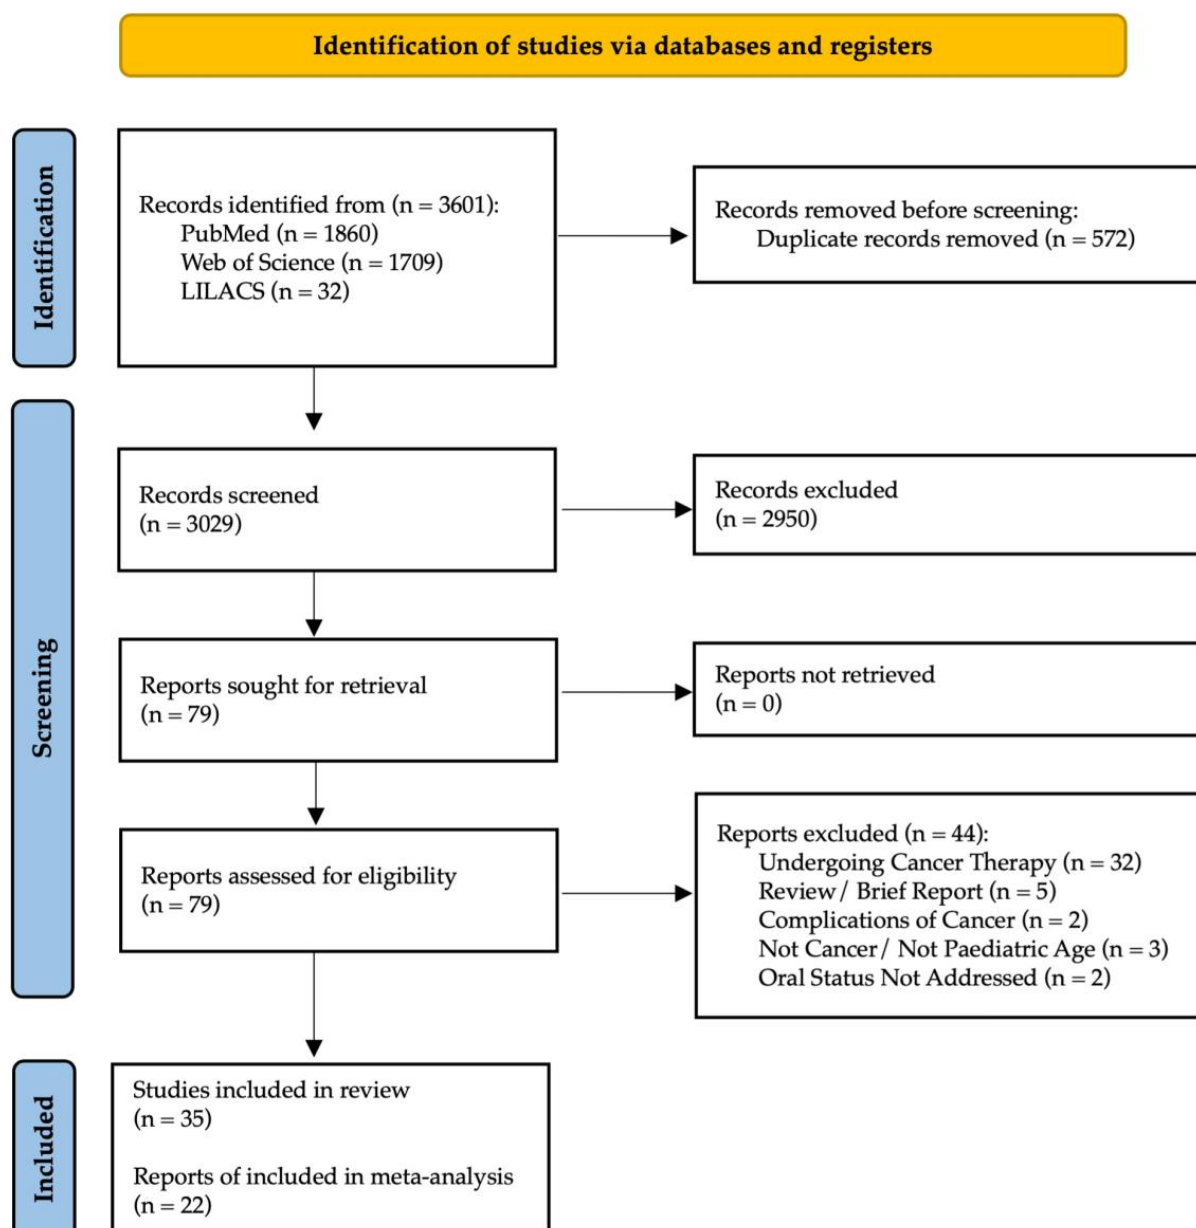 Identification of studies via databases and registers
Identification
Records identified from (n = 3601):
PubMed (n = 1860)
Web of Science (n = 1709)
LILACS (n = 32)
Records removed before screening:
Duplicate records removed (n = 572)
Screening
Records screened
(n = 3029)
Records excluded
(n = 2950)
Reports sought for retrieval
(n = 79)
Reports not retrieved
(n = 0)
Reports assessed for eligibility
(n = 79)
Reports excluded (n = 44):
Undergoing Cancer Therapy (n = 32)
Review/ Brief Report (n = 5)
Complications of Cancer (n = 2)
Not Cancer/ Not Paediatric Age (n = 3)
Oral Status Not Addressed (n = 2)
Included
Studies included in review
(n = 35)
Reports of included in meta-analysis
(n = 22)